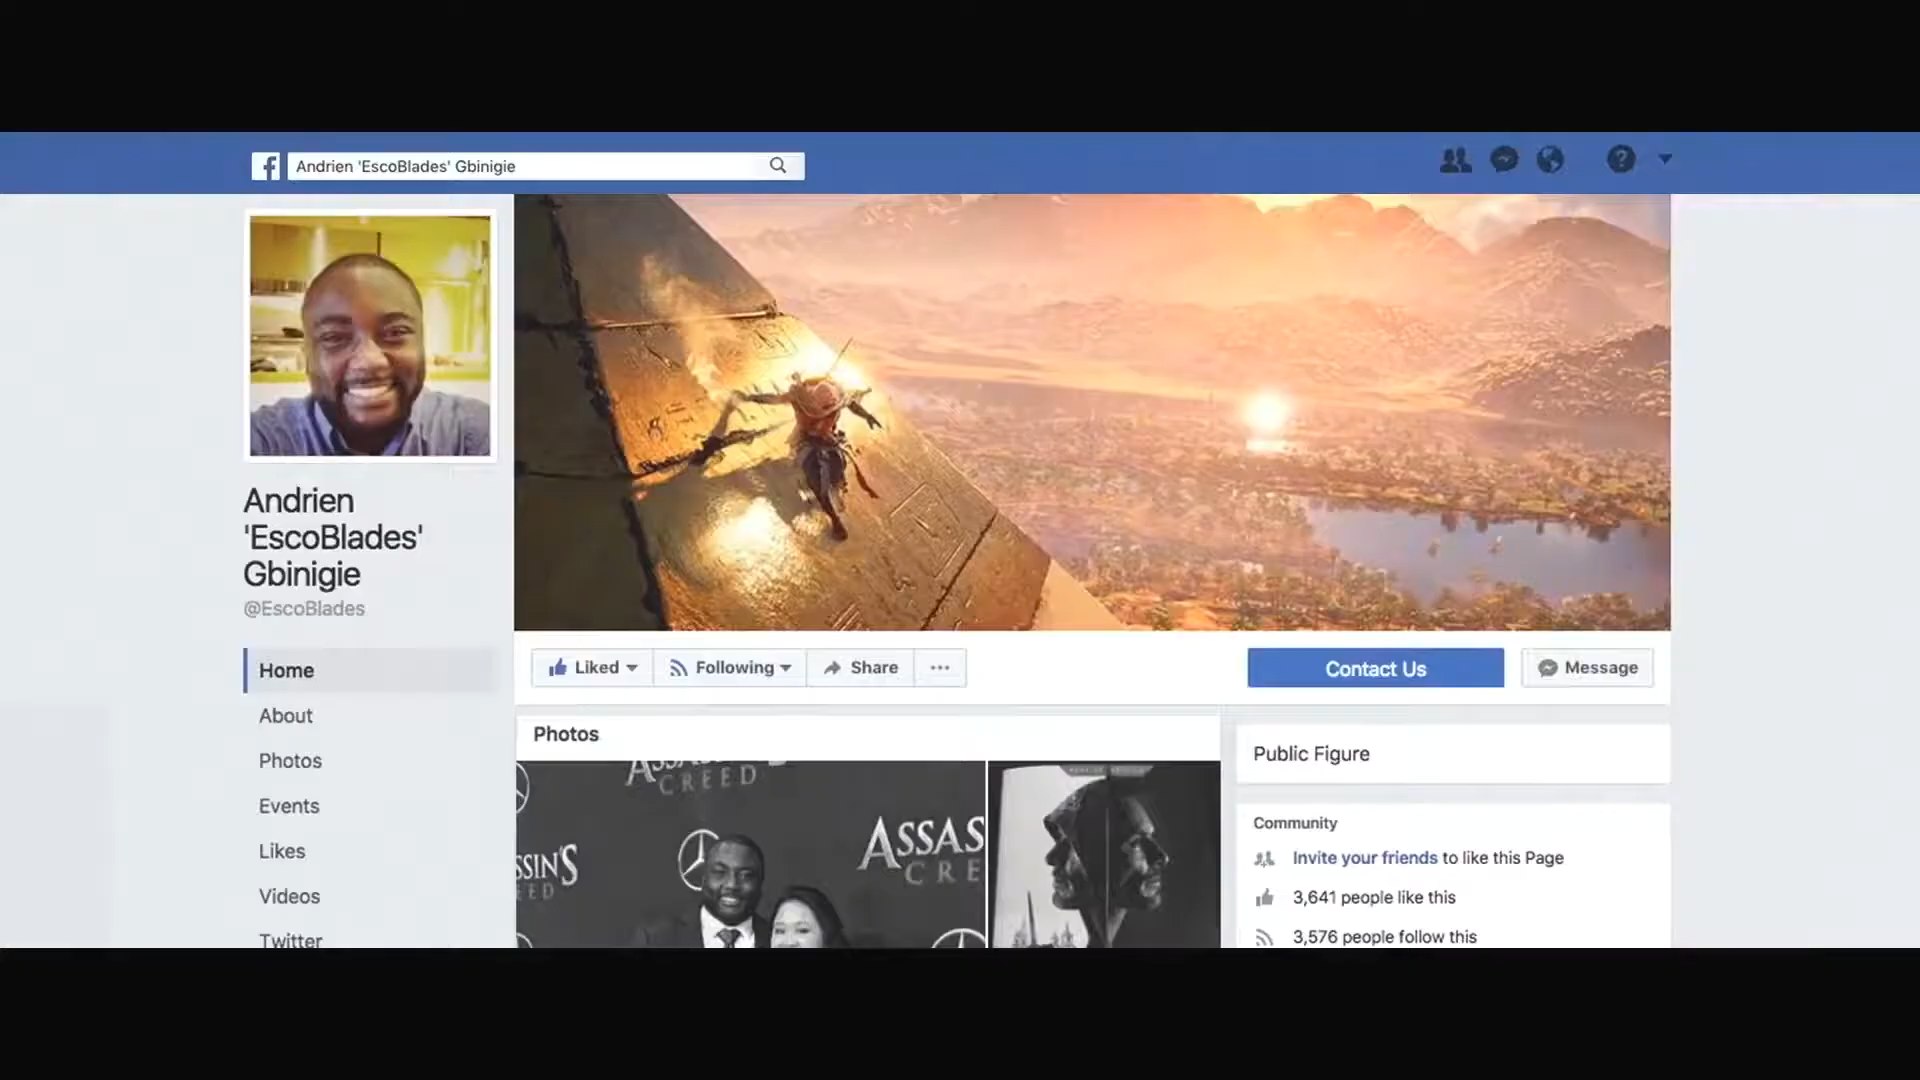 Andrien 'EscoBlades' Gbinigie
Andrien
'EscoBlades'
Gbinigie
@EscoBlades
Home
About
Photos
Events
Likes
Videos
Twitter
Liked
Following
Share
Contact Us
Message
Photos
CREED
ASSAS
CRE
SSIN'S
EED
Public Figure
Community
Invite your friends to like this Page
3,641 people like this
3,576 people follow this